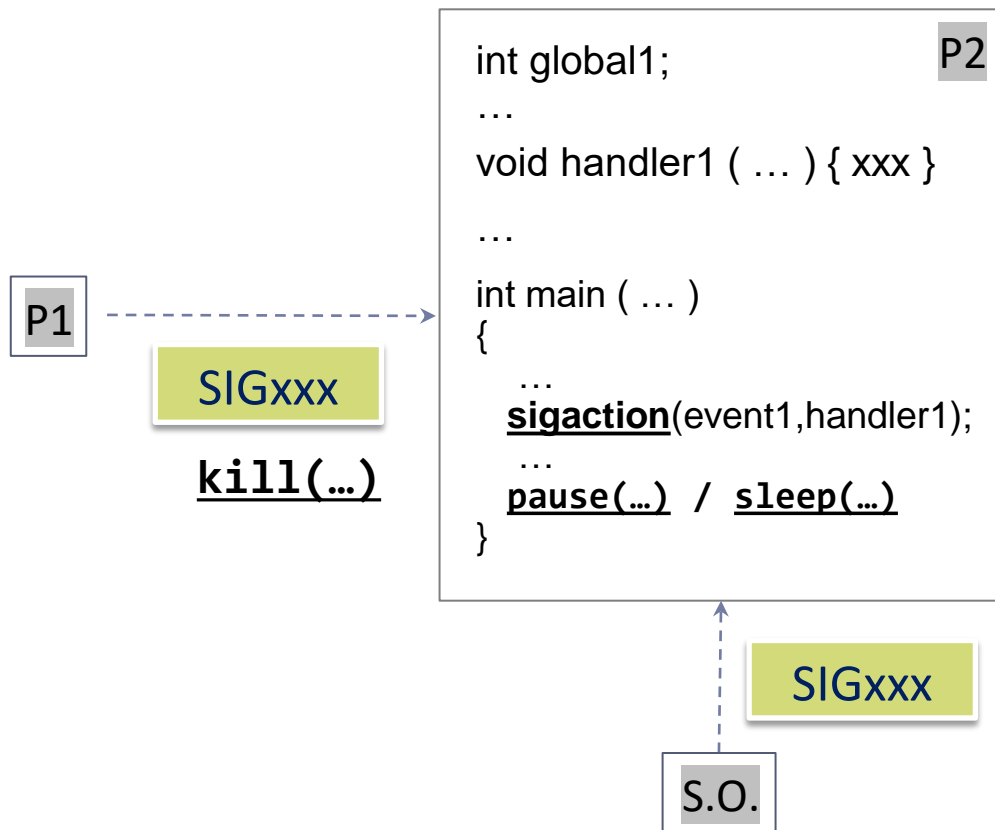 P2
int global1;
…
void handler1 ( … ) { xxx }
…
P1
int main ( … )
{
…
SIGxxx
sigaction(event1,handler1);
kill(…)
…
pause(…) / sleep(…)
}
SIGxxx
S.O.